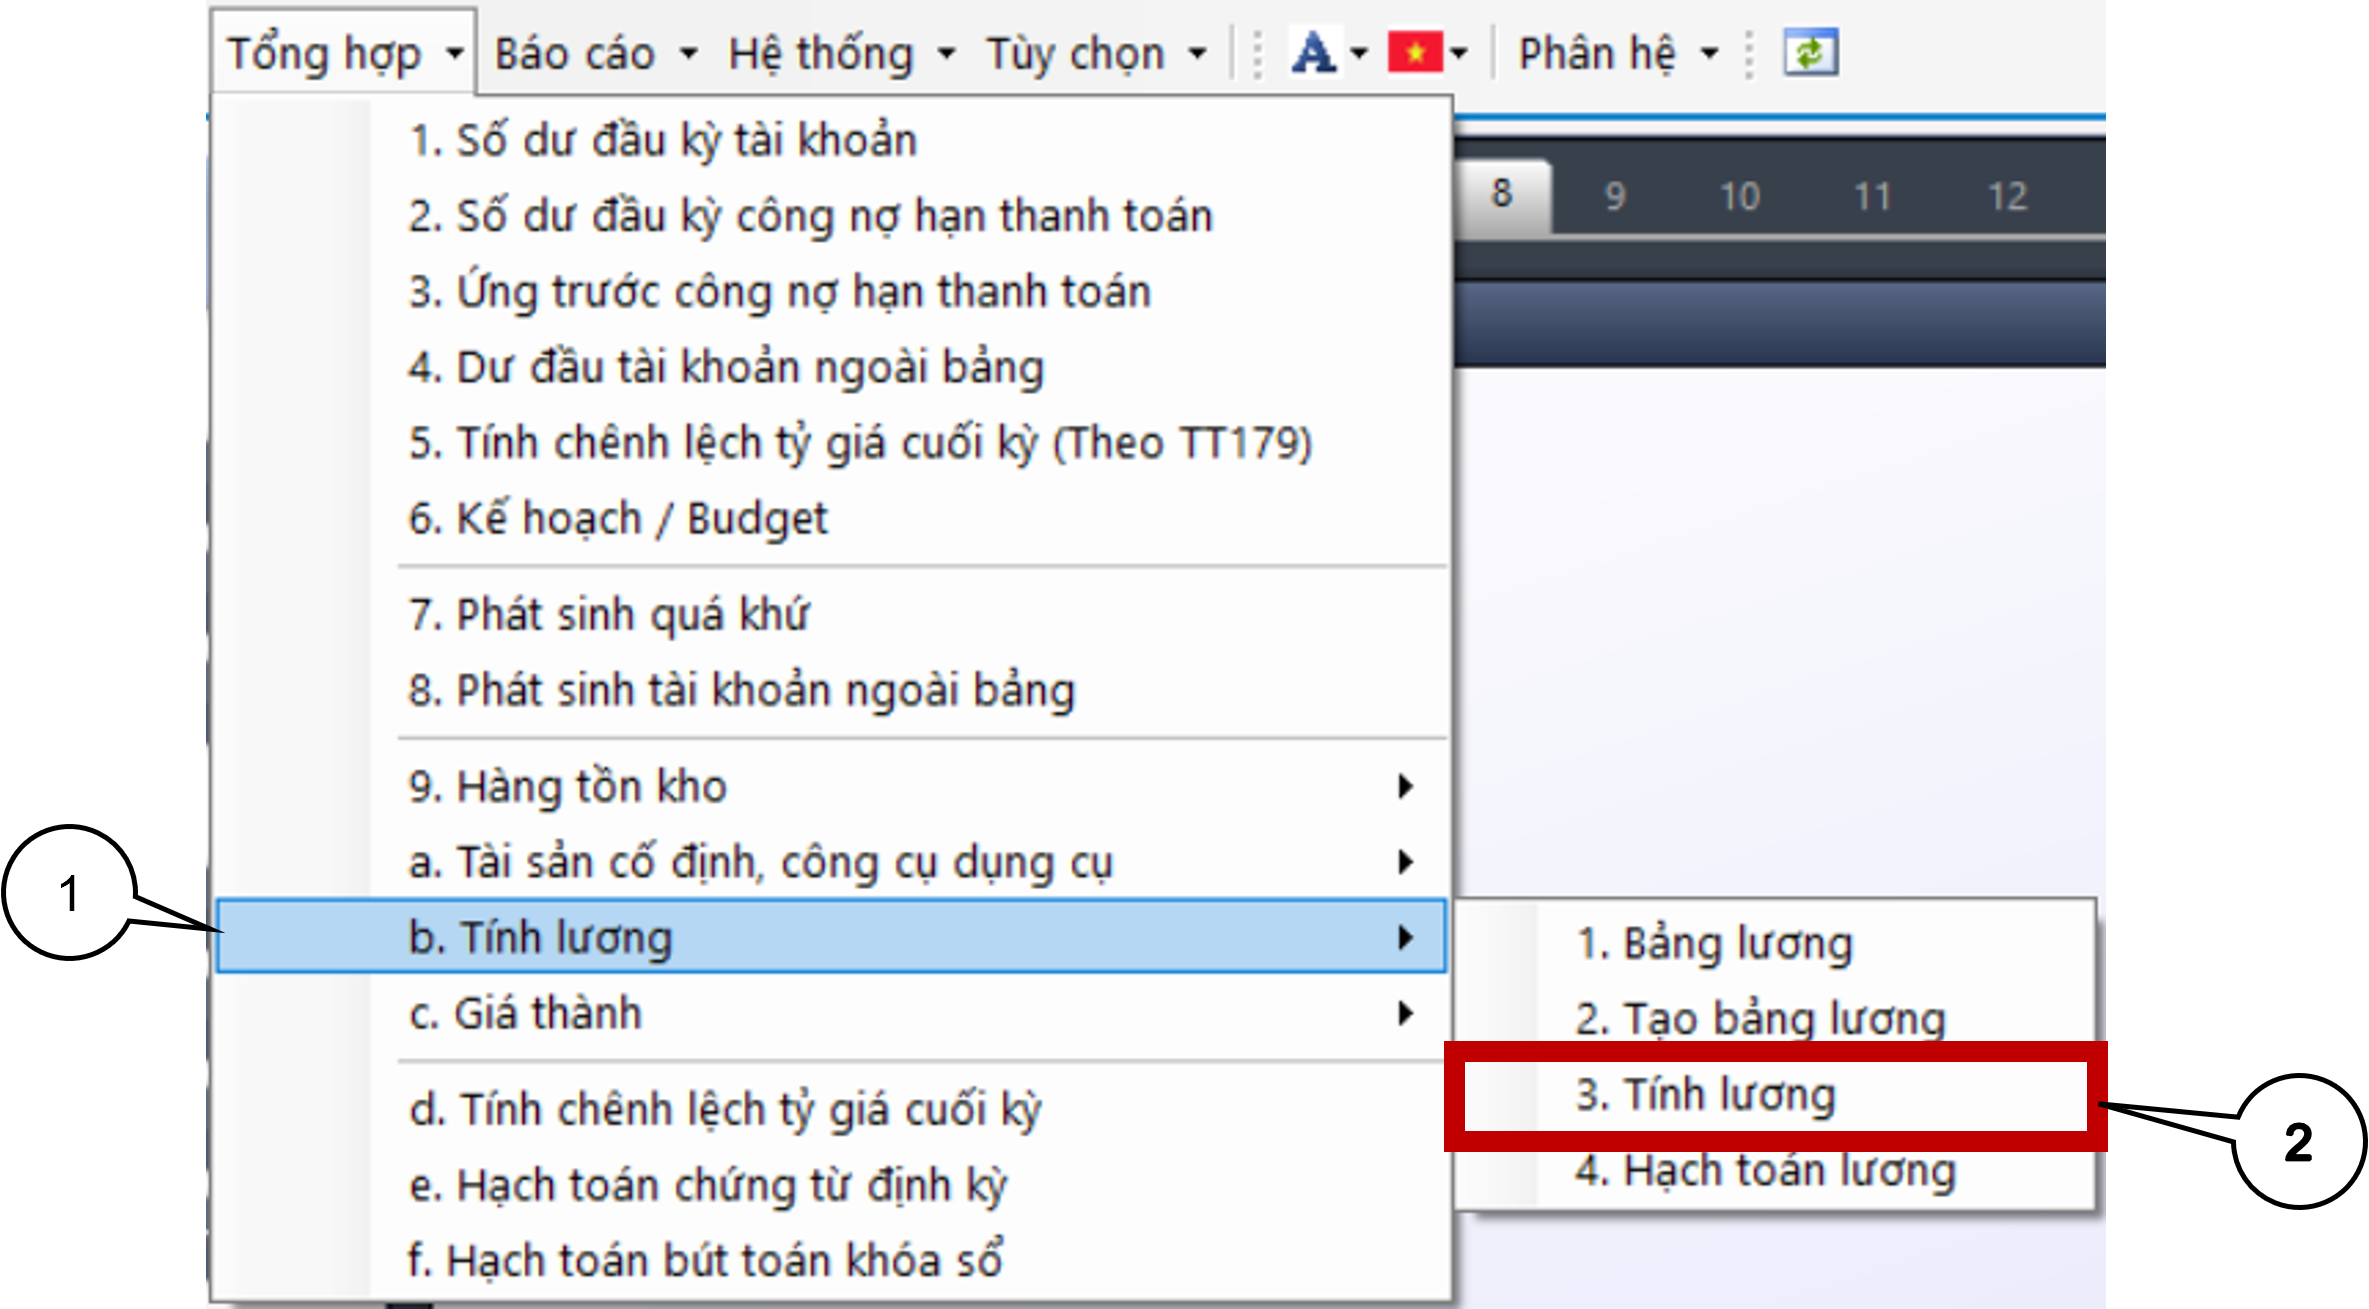 Tổng hợp Báo cáo Hệ thống Tùy chọn A Phân hệ
8 9 10 11 12
1. Số dư đầu kỳ tài khoản
2. Số dư đầu kỳ công nợ hạn thanh toán
3. Ứng trước công nợ hạn thanh toán
4. Dư đầu tài khoản ngoài bảng
5. Tính chênh lệch tỷ giá cuối kỳ (Theo TT179)
6. Kế hoạch / Budget
7. Phát sinh quá khứ
8. Phát sinh tài khoản ngoài bảng
9. Hàng tồn kho
a. Tài sản cố định, công cụ dụng cụ
1
b. Tính lương
c. Giá thành
d. Tính chênh lệch tỷ giá cuối kỳ
e. Hạch toán chứng từ định kỳ
f. Hạch toán bút toán khóa sổ
1. Bảng lương
2. Tạo bảng lương
3. Tính lương
2
4. Hạch toán lương